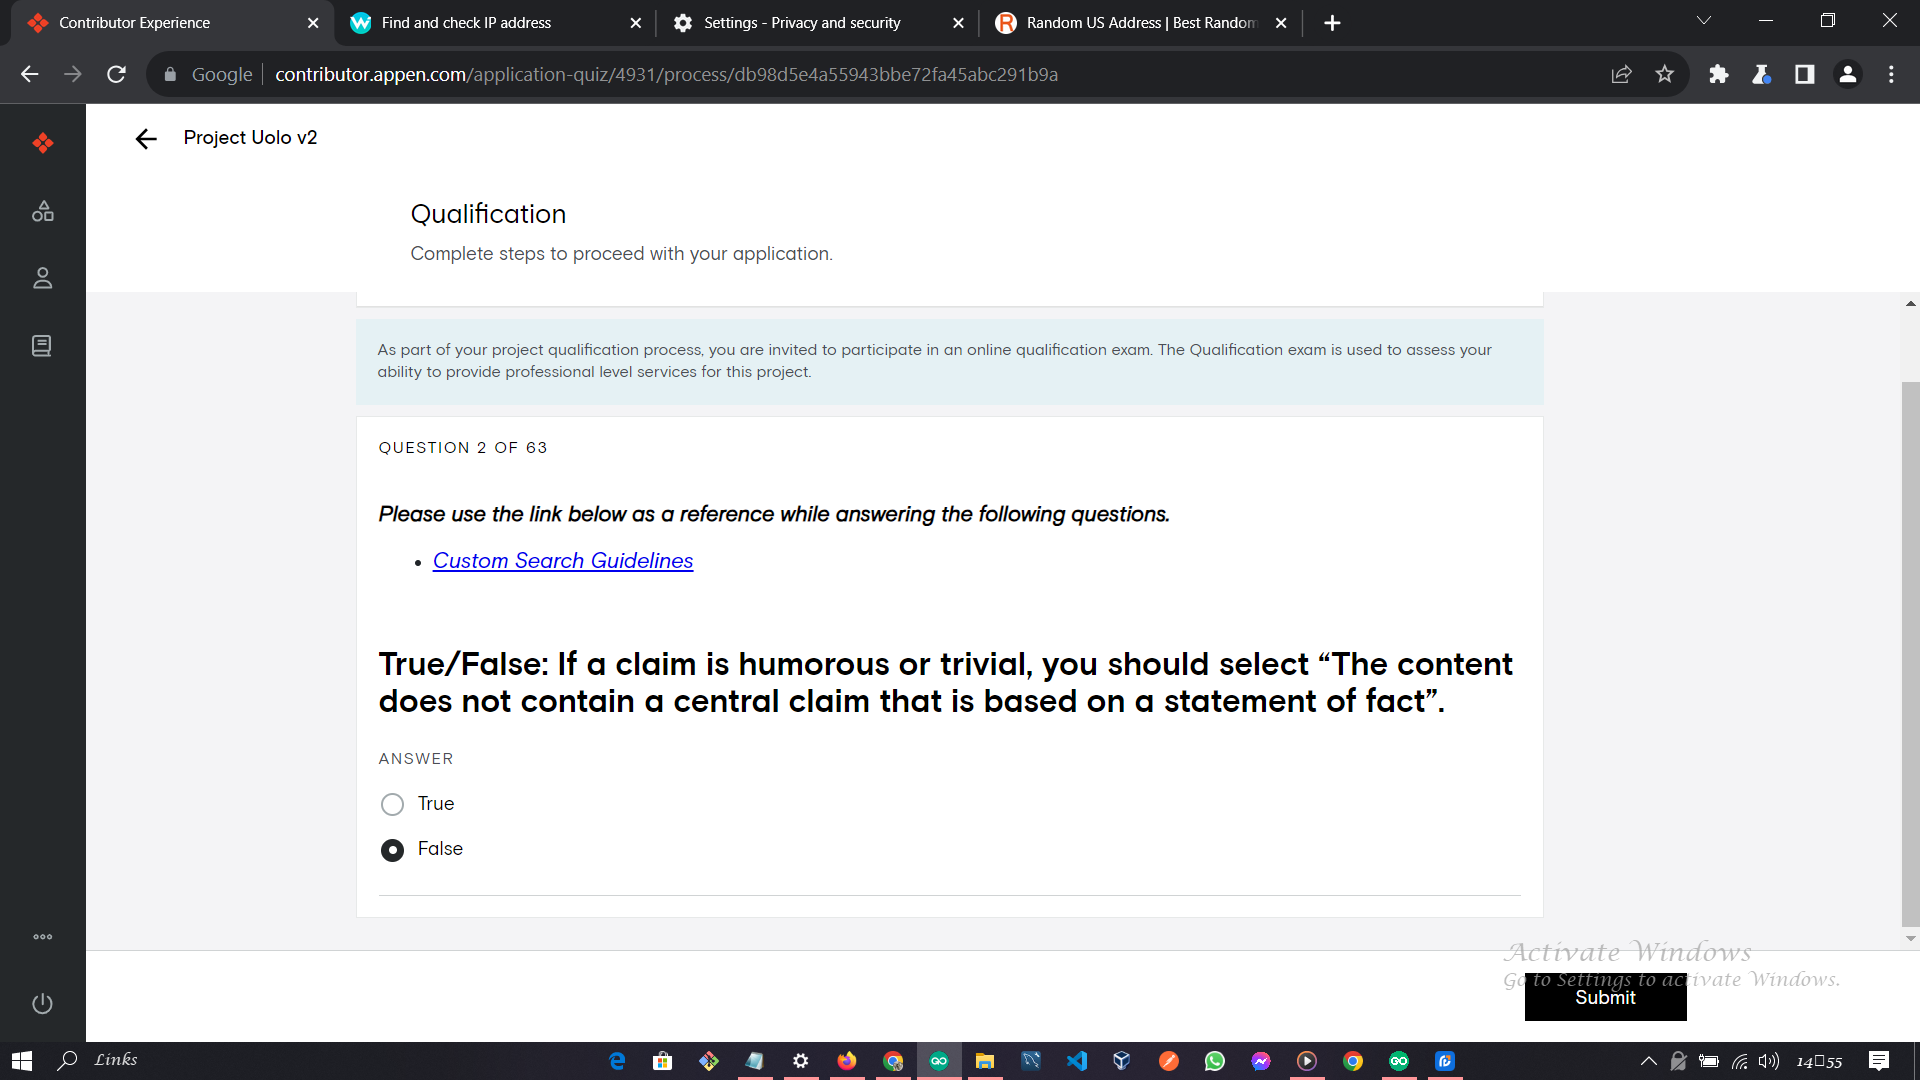 Contributor Experience
Find and check IP address
Settings - Privacy and security
Random US Address | Best Random
Google
contributor.appen.com/application-quiz/4931/process/db98d5e4a55943bbe72fa45abc291b9a
Project Uolo v2
Qualification
Complete steps to proceed with your application.
As part of your project qualification process, you are invited to participate in an online qualification exam. The Qualification exam is used to assess your
ability to provide professional level services for this project.
QUESTION 2 OF 63
Please use the link below as a reference while answering the following questions.
• Custom Search Guidelines
True/False: If a claim is humorous or trivial, you should select “The content
does not contain a central claim that is based on a statement of fact”.
ANSWER
True
False
Activate Windows
Go to Settings to activate Windows.
Submit
Links
14▯55